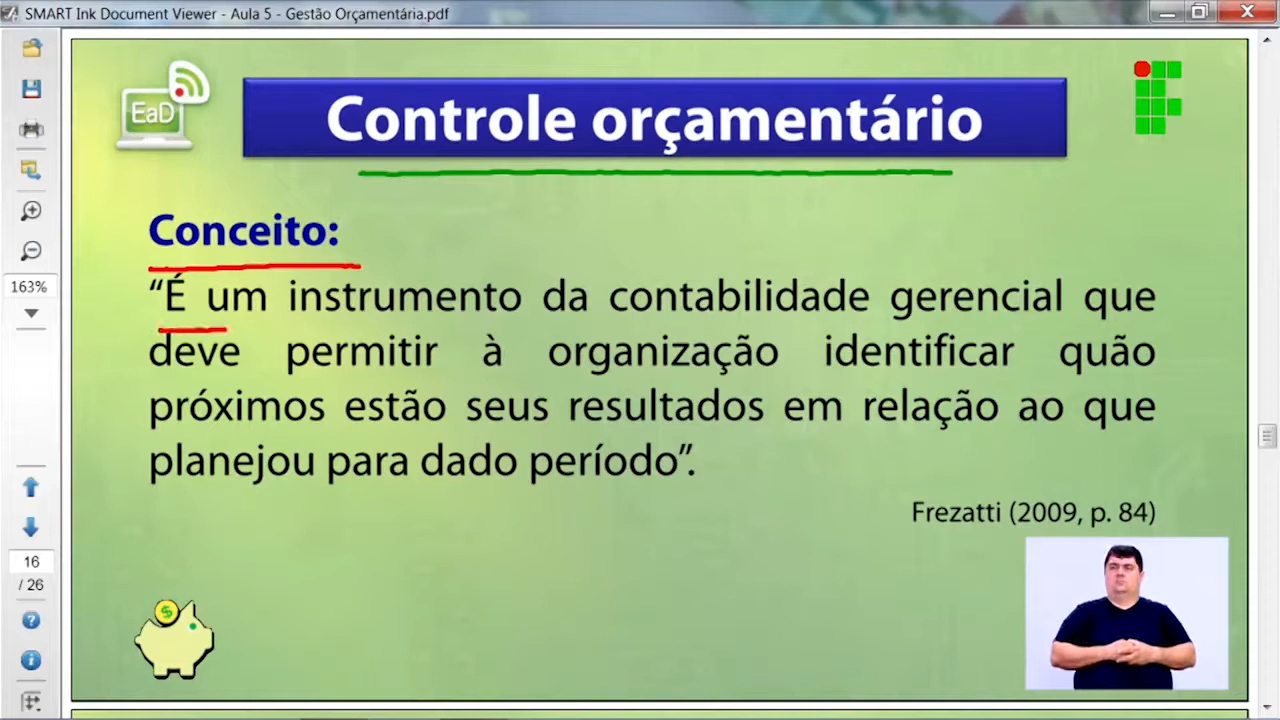 SMART Ink Document Viewer - Aula 5 - Gestão Orçamentária.pdf
EaD
Controle orçamentário
Conceito:
“É um instrumento da contabilidade gerencial que
deve permitir à organização identificar quão
próximos estão seus resultados em relação ao que
planejou para dado período”.
Frezatti (2009, p. 84)
163%
16
/ 26
$